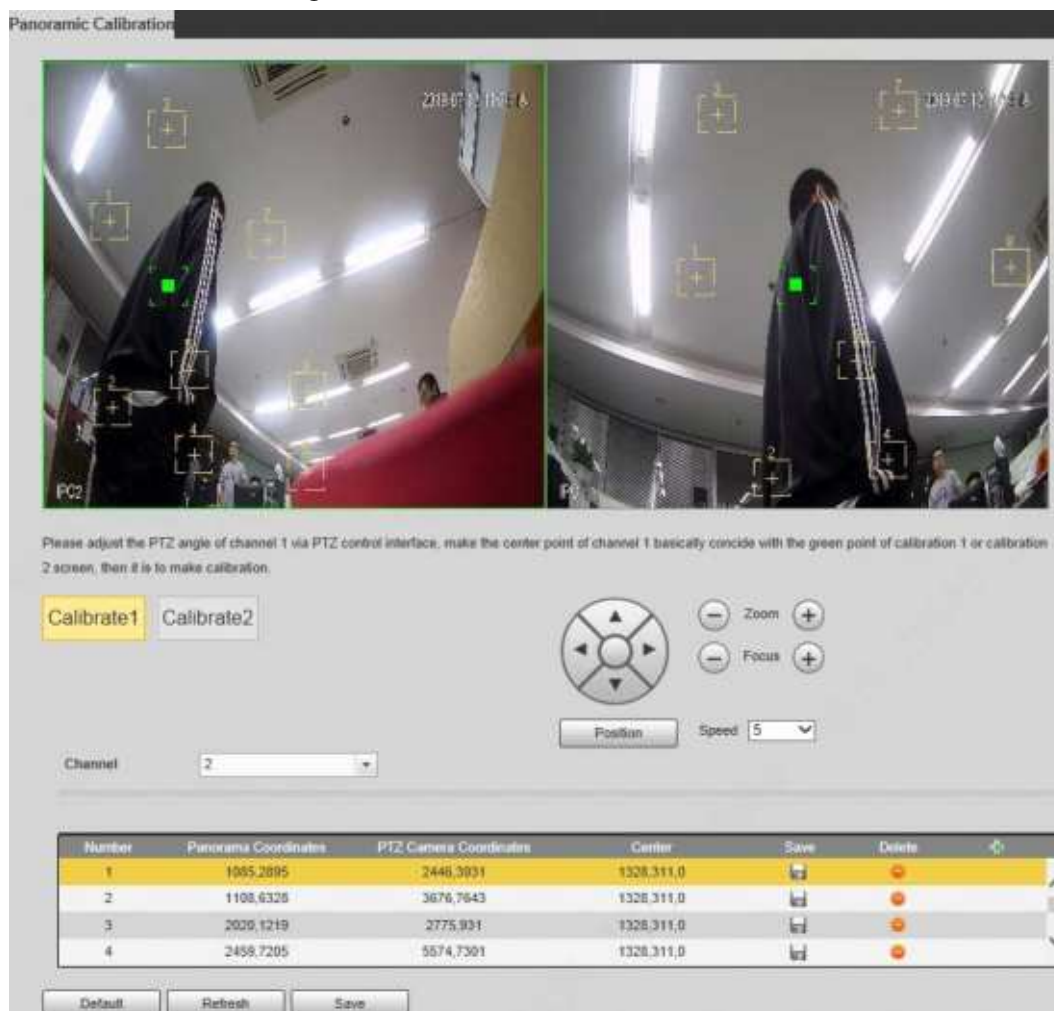 Panoramic Calibration
IPC2
Please adjust the PTZ angle of channel 1 via PTZ control interface, make the center point of channel 1 basically concide with the green point of calibration 1 or calibration
2 screen, then it is to make calibration.
Calibrate1 Calibrate2
Zoom
Focus
Position Speed 5
Channel 2
Number Panorama Coordinates PTZ Camera Coordinates Center Save Delete
1 1085,2895 2446,3931 1328,311,0
2 1108,6328 3676,7643 1328,311,0
3 2020,1219 2775,931 1328,311,0
4 2459,7205 5574,7301 1328,311,0
Default Refresh Save